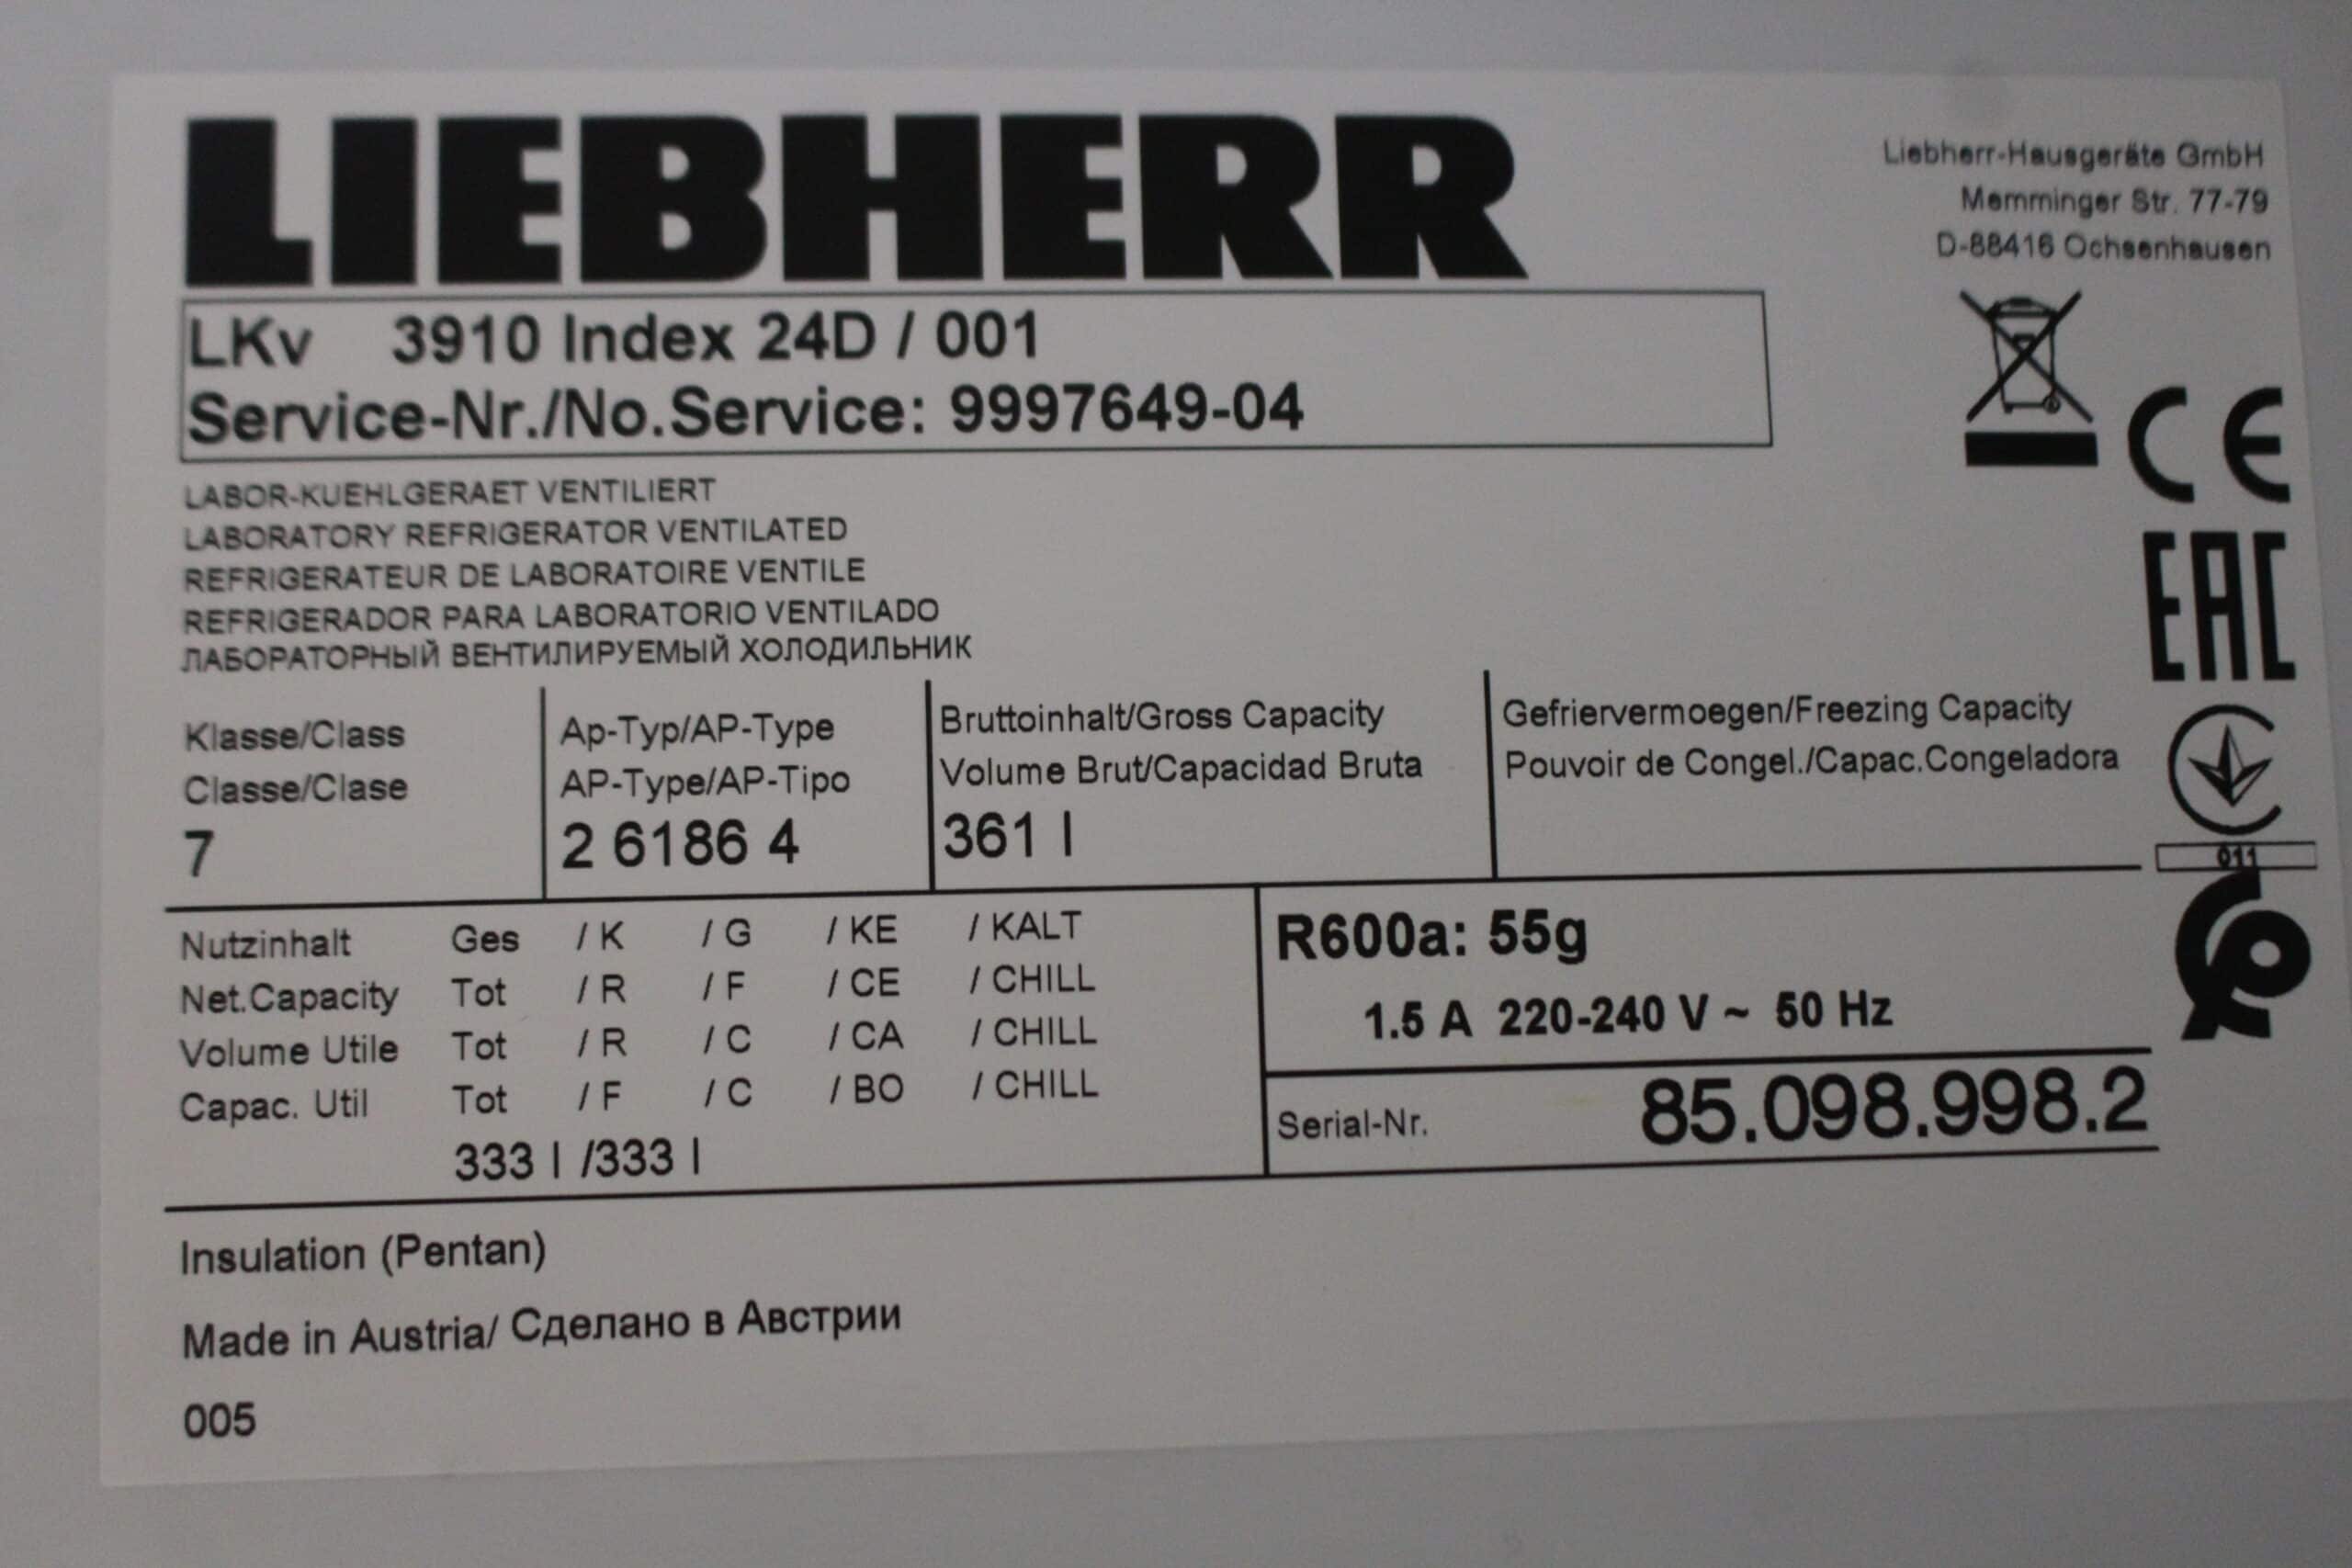 LIEBHERR
Liebherr-Hausgeräte GmbH
Memminger Str. 77-79
D-88416 Ochsenhausen
LKv 3910 Index 24D / 001
Service-Nr./No.Service: 9997649-04
CE
EAC
LABOR-KUEHLGERAET VENTILIERT
LABORATORY REFRIGERATOR VENTILATED
REFRIGERATEUR DE LABORATOIRE VENTILE
REFRIGERADOR PARA LABORATORIO VENTILADO
ЛАБОРАТОРНЫЙ ВЕНТИЛИРУЕМЫЙ ХОЛОДИЛЬНИК
Klasse/Class
Classe/Clase
7
Ap-Typ/AP-Type
AP-Type/AP-Tipo
2 6186 4
Bruttoinhalt/Gross Capacity
Volume Brut/Capacidad Bruta
361 l
Gefriervermoegen/Freezing Capacity
Pouvoir de Congel./Capac.Congeladora
011
Nutzinhalt Ges / K / G / KE / KALT
Net.Capacity Tot / R / F / CE / CHILL
Volume Utile Tot / R / C / CA / CHILL
Capac. Util Tot / F / C / BO / CHILL
333 l /333 l
R600a: 55g
1.5 A 220-240 V ~ 50 Hz
Serial-Nr. 85.098.998.2
Insulation (Pentan)
Made in Austria/ Сделано в Австрии
005